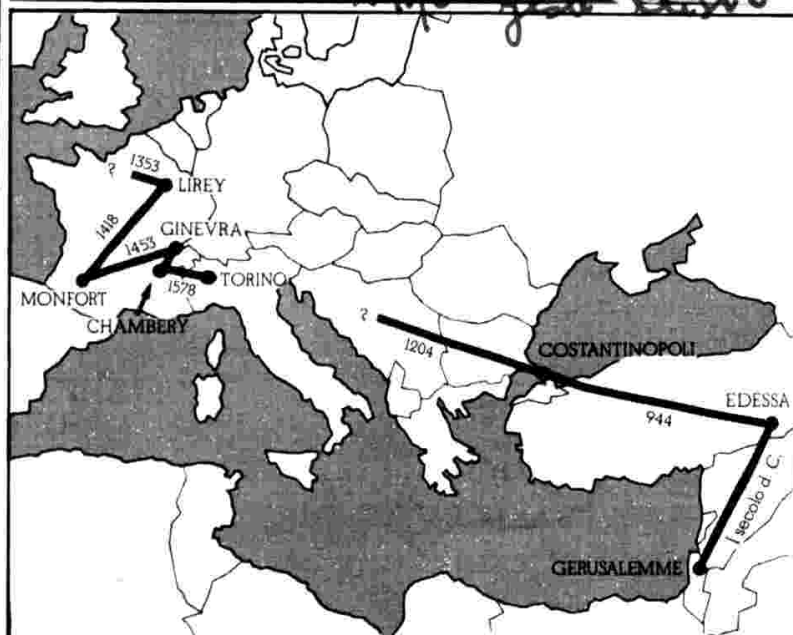 ?
1353
LIREY
1418
GINEVRA
1453
TORINO
1578
MONFORT
CHAMBERY
?
1204
COSTANTINOPOLI
EDESSA
944
I secolo d. C.
GERUSALEMME